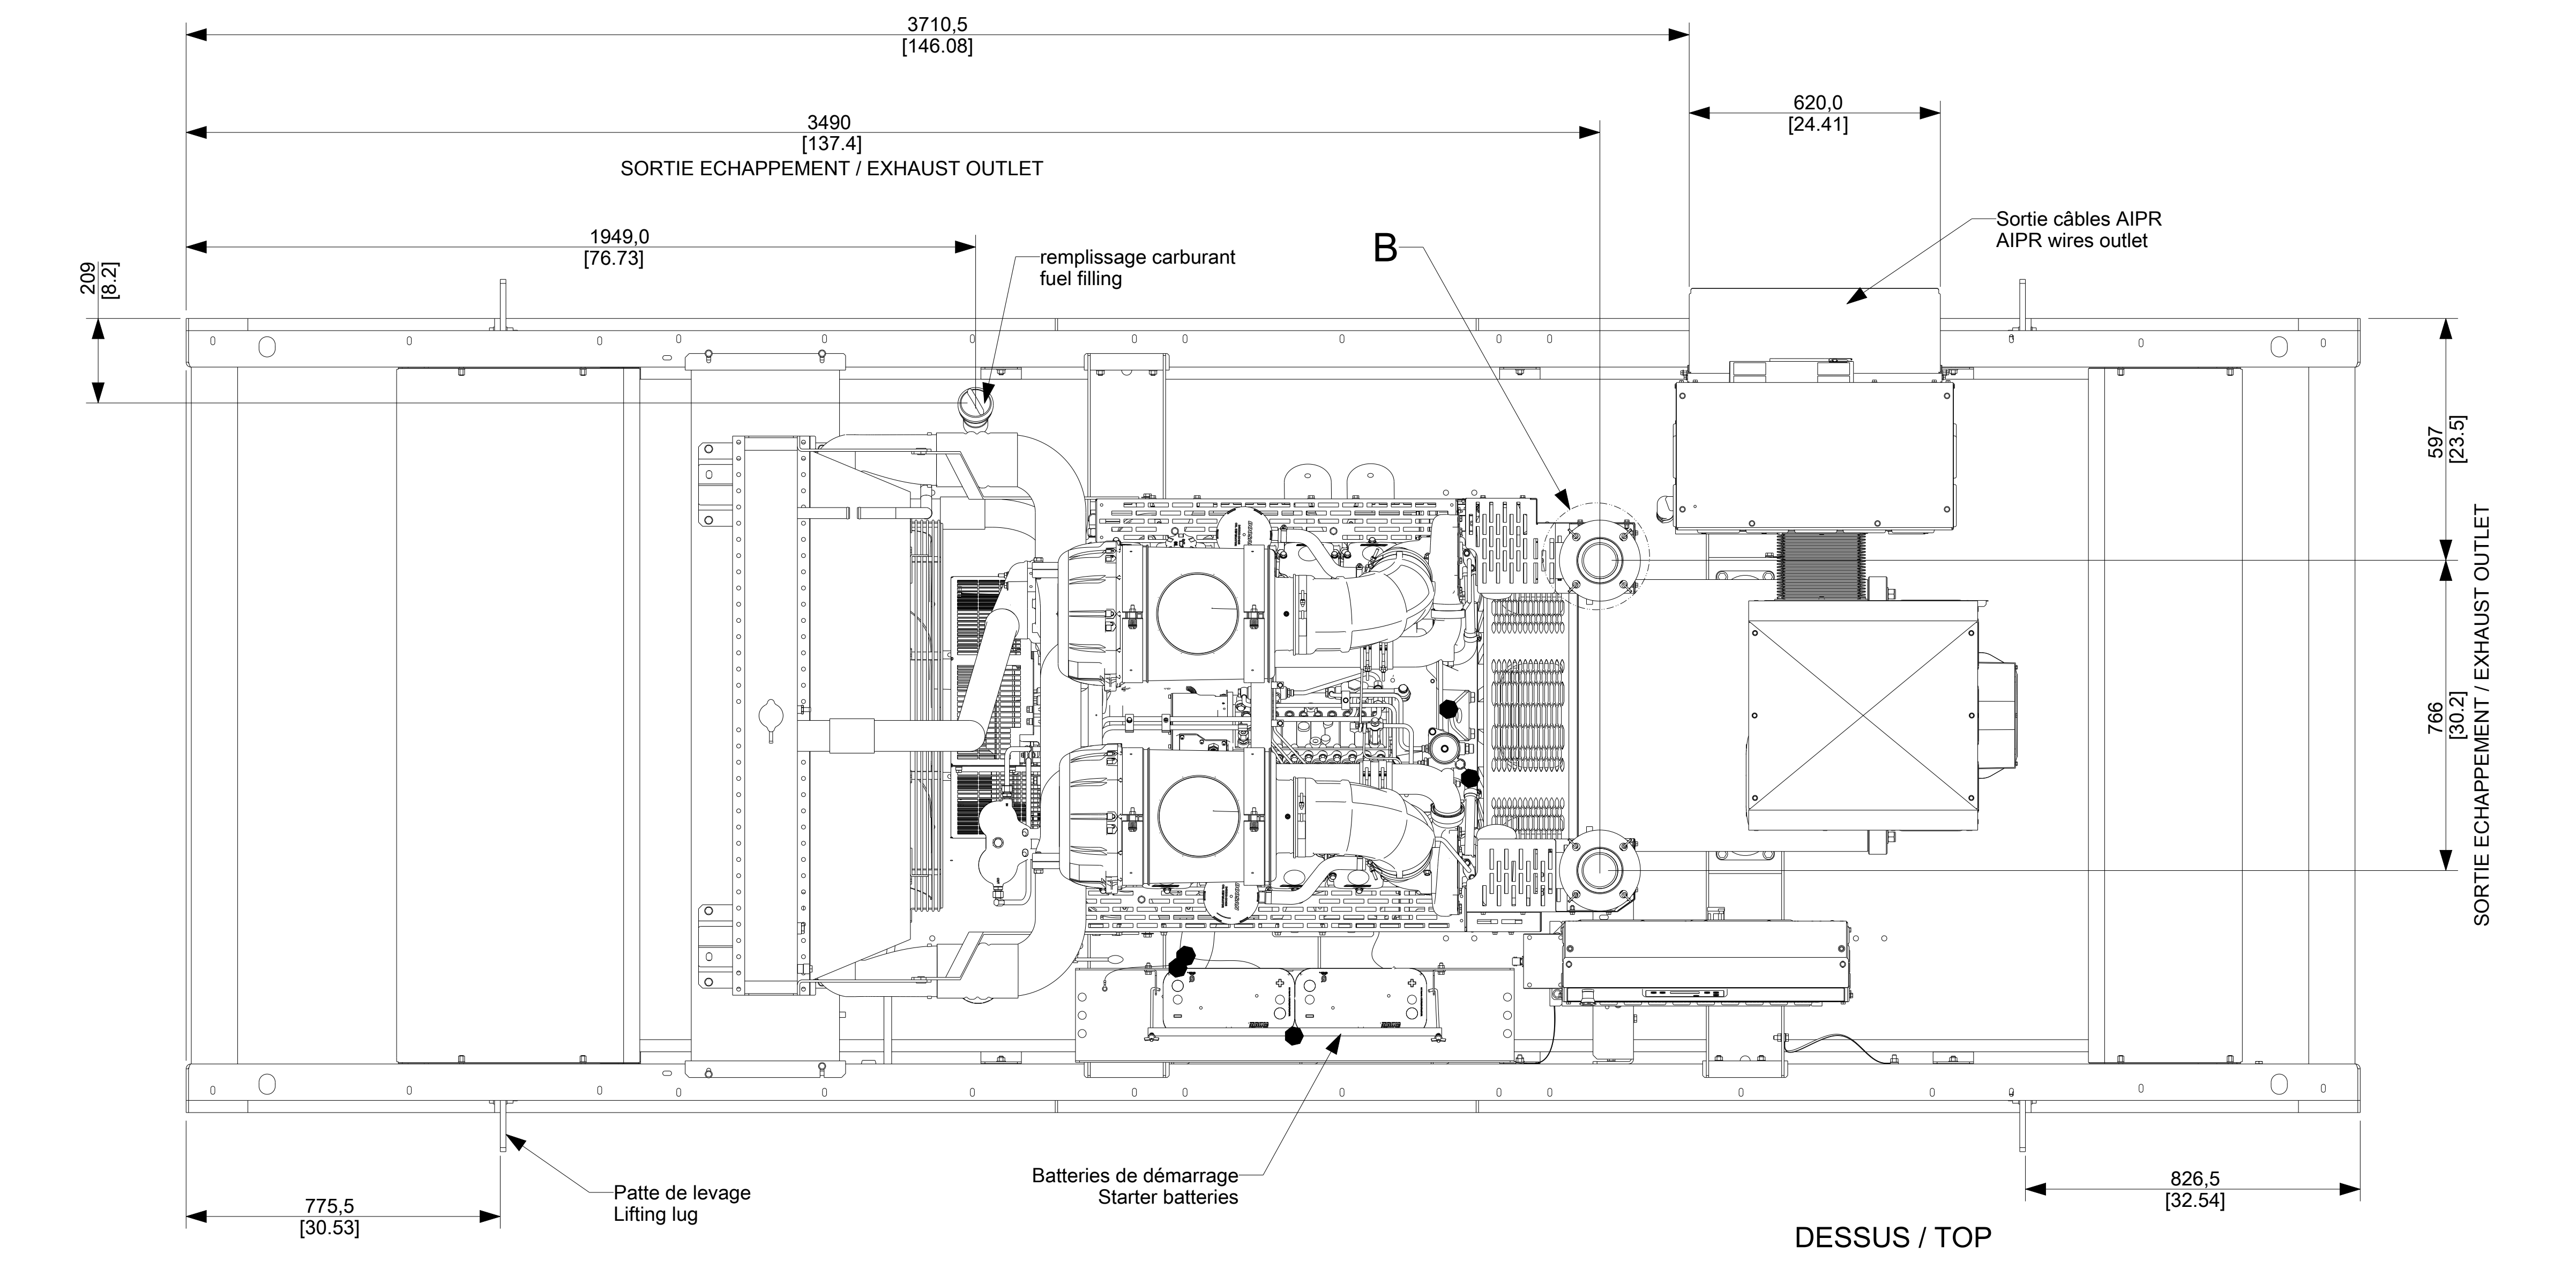 3710,5
[146.08]
620,0
[24.41]
3490
[137.4]
SORTIE ECHAPPEMENT / EXHAUST OUTLET
Sortie câbles AIPR
AIPR wires outlet
1949,0
[76.73]
B
remplissage carburant
fuel filling
209
[8.2]
597
[23.5]
766
[30.2]
SORTIE ECHAPPEMENT / EXHAUST OUTLET
Batteries de démarrage
Starter batteries
Patte de levage
Lifting lug
775,5
[30.53]
826,5
[32.54]
DESSUS / TOP